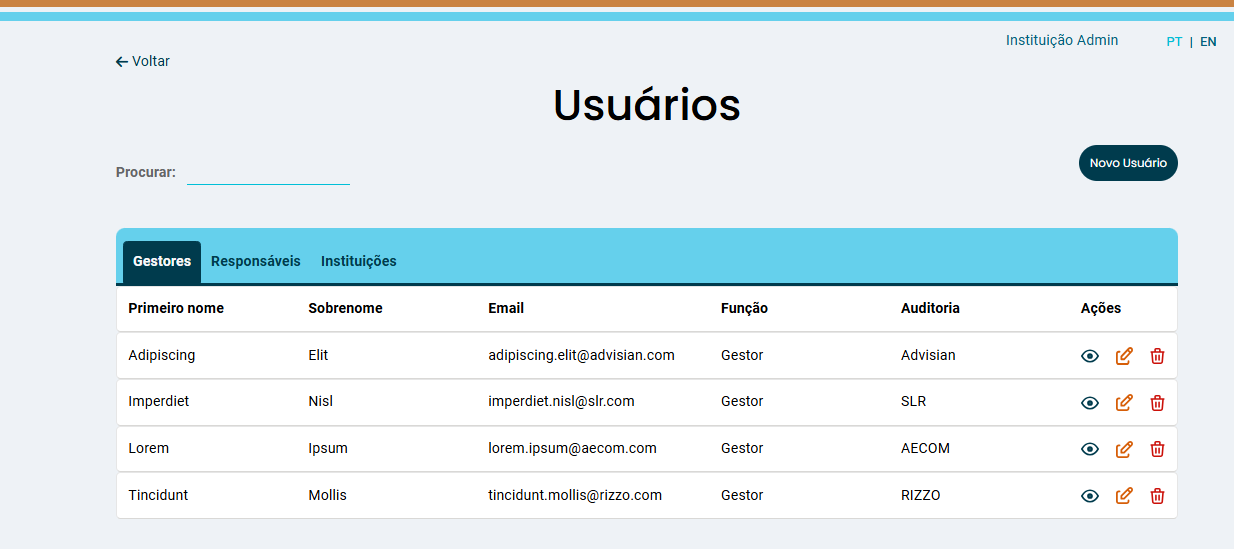 Instituição Admin PT | EN
Voltar
Usuários
Procurar:
Novo Usuário
Gestores Responsáveis Instituições
Primeiro nome Sobrenome Email Função Auditoria Ações
Adipiscing Elit adipiscing.elit@advisian.com Gestor Advisian
Imperdiet Nisl imperdiet.nisl@slr.com Gestor SLR
Lorem Ipsum lorem.ipsum@aecom.com Gestor AECOM
Tincidunt Mollis tincidunt.mollis@rizzo.com Gestor RIZZO